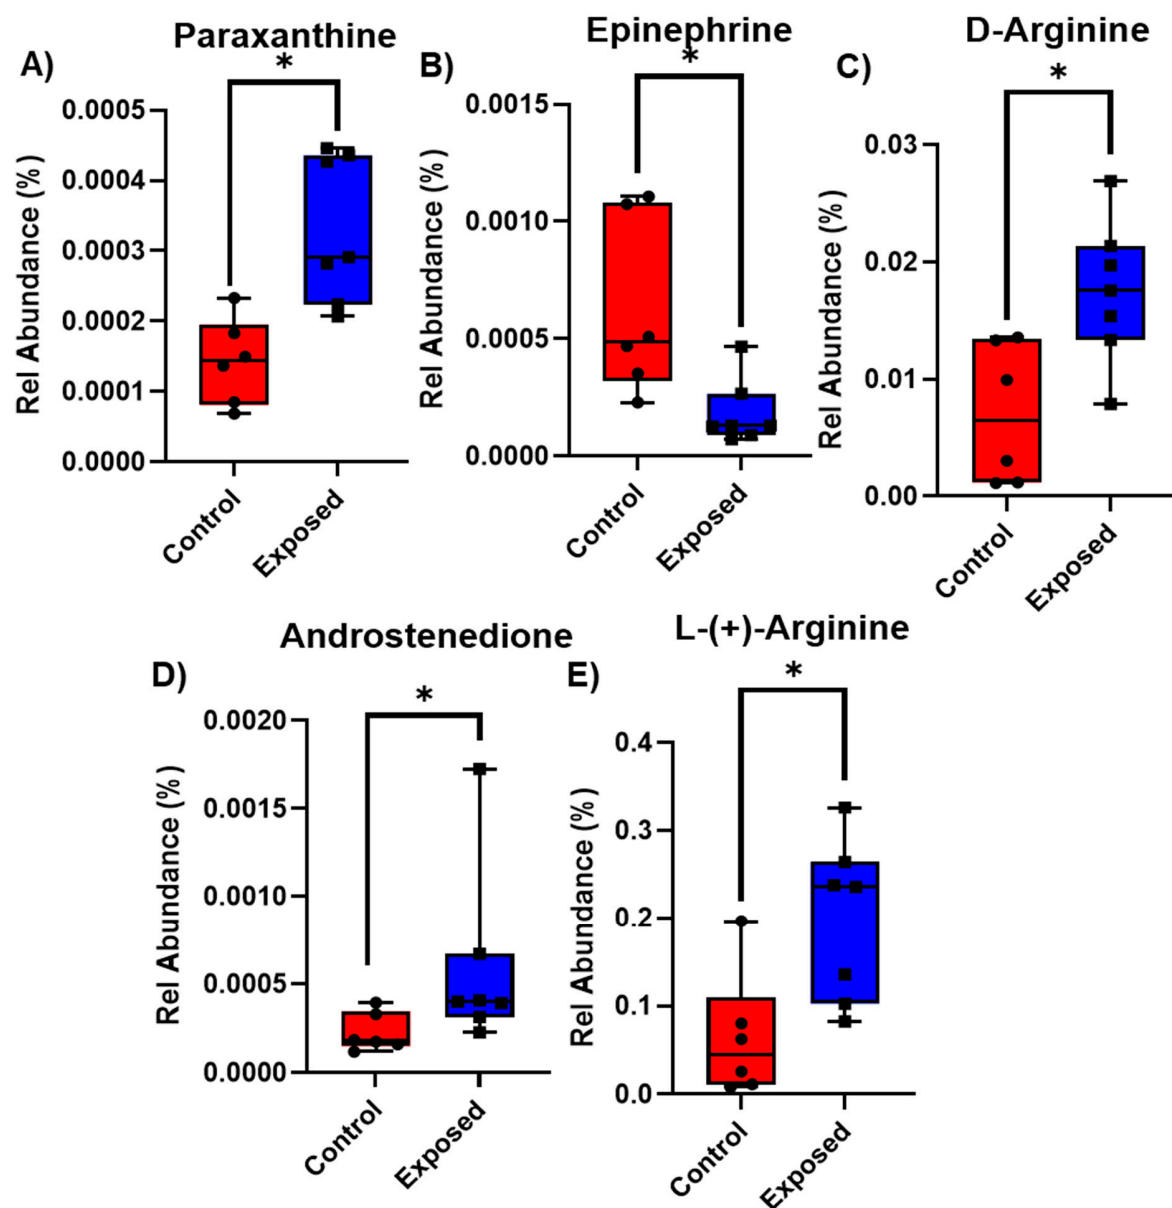 Paraxanthine
A)
*
Rel Abundance (%)
0.0005
0.0004
0.0003
0.0002
0.0001
0.0000
Control
Exposed
Epinephrine
B)
*
Rel Abundance (%)
0.0015
0.0010
0.0005
0.0000
Control
Exposed
D-Arginine
C)
*
Rel Abundance (%)
0.03
0.02
0.01
0.00
Control
Exposed
Androstenedione
D)
*
Rel Abundance (%)
0.0020
0.0015
0.0010
0.0005
0.0000
Control
Exposed
L-(+)-Arginine
E)
*
Rel Abundance (%)
0.4
0.3
0.2
0.1
0.0
Control
Exposed